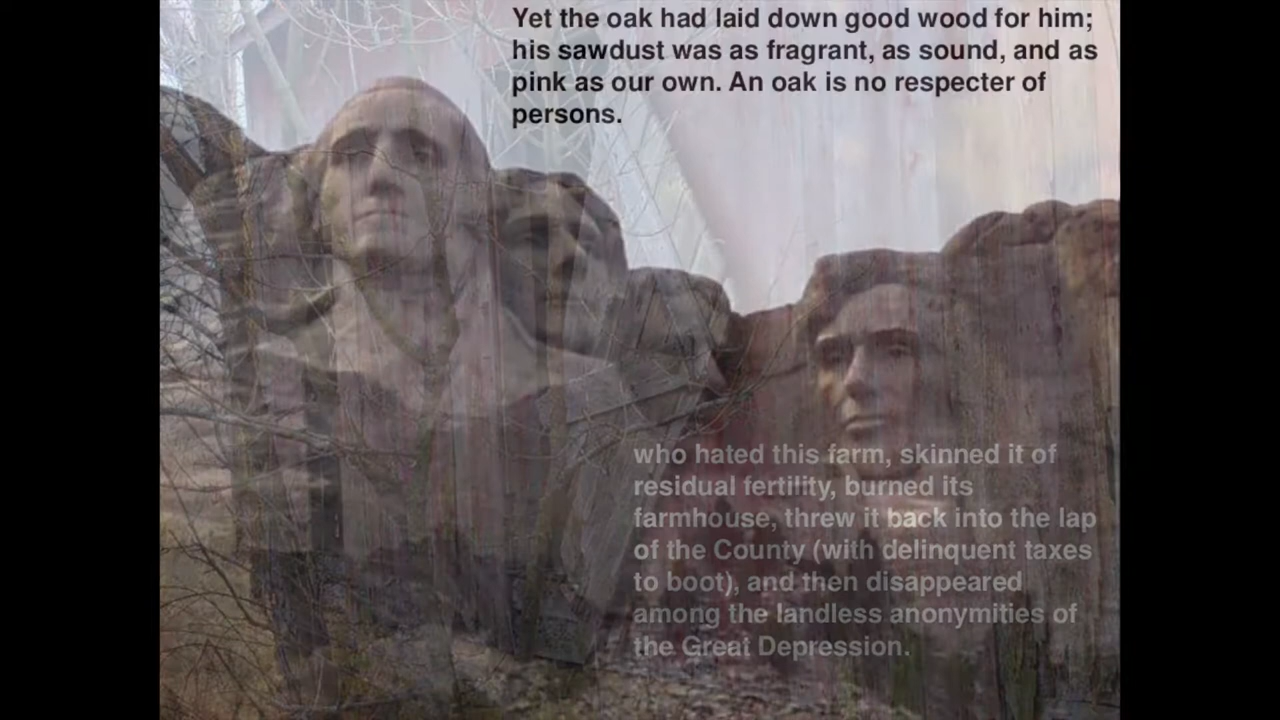 Yet the oak had laid down good wood for him;
his sawdust was as fragrant, as sound, and as
pink as our own. An oak is no respecter of
persons.
who hated this farm, skinned it of
residual fertility, burned its
farmhouse, threw it back into the lap
of the County (with delinquent taxes
to boot), and then disappeared
among the landless anonymities of
the Great Depression.